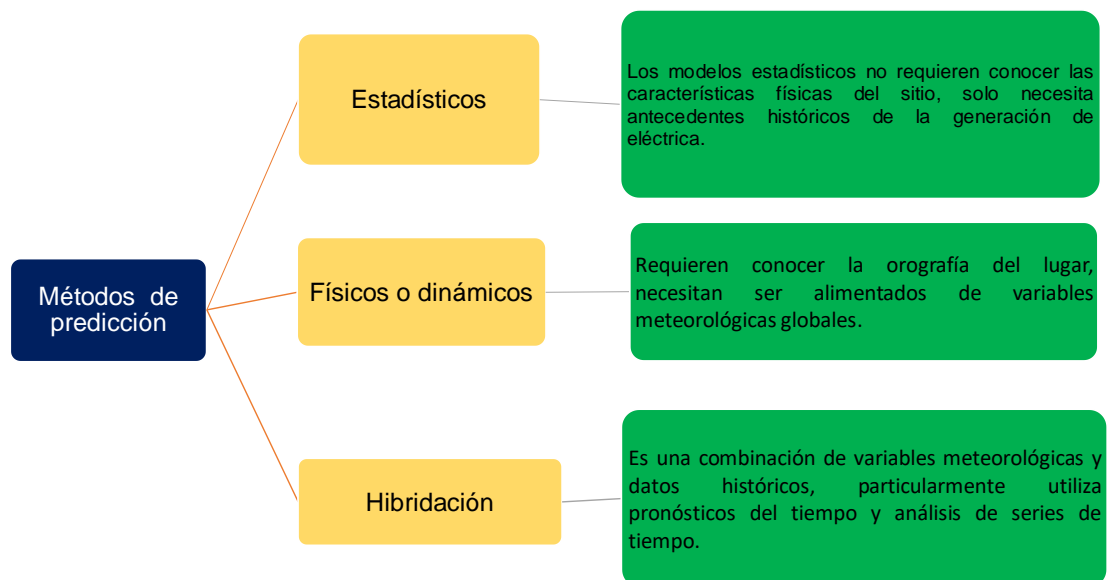 Métodos de
predicción
Estadísticos
Los modelos estadísticos no requieren conocer las
características físicas del sitio, solo necesita
antecedentes históricos de la generación de
eléctrica.
Físicos o dinámicos
Requieren conocer la orografía del lugar,
necesitan ser alimentados de variables
meteorológicas globales.
Hibridación
Es una combinación de variables meteorológicas y
datos históricos, particularmente utiliza
pronósticos del tiempo y análisis de series de
tiempo.